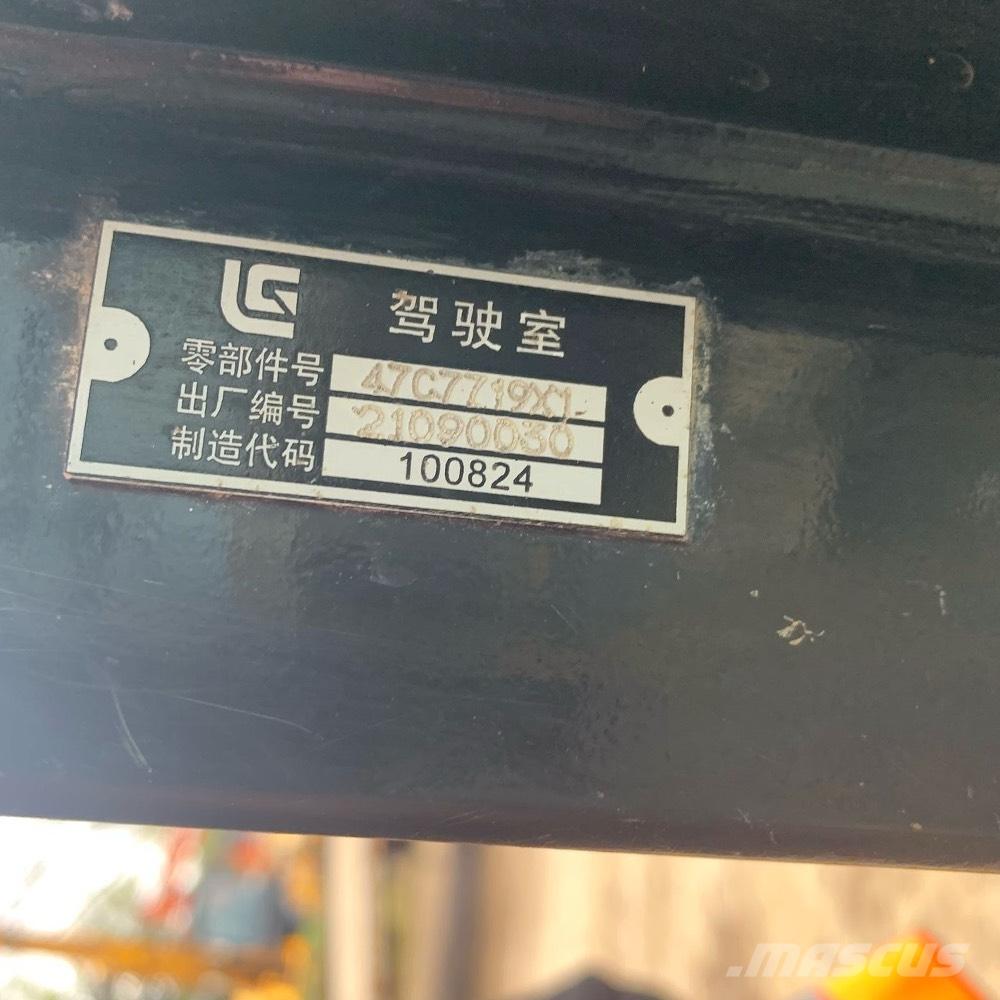 LG 驾驶室
零部件号 47C7719X1-
出厂编号 21090030
制造代码 100824
.MASCUS